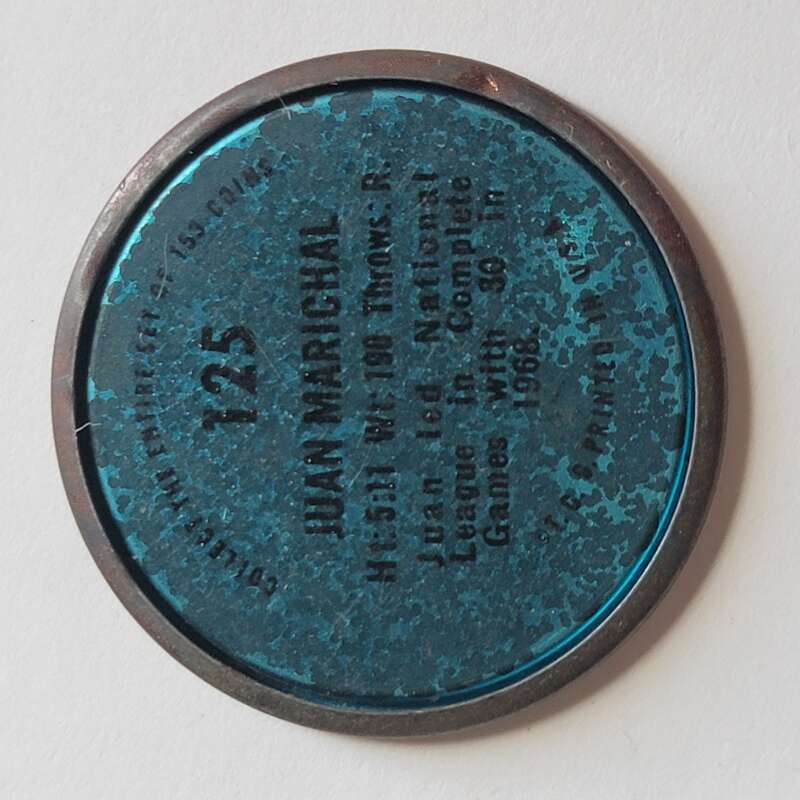 COLLECT THE ENTIRE SET OF 153 COINS
125
JUAN MARICHAL
Ht: 5:11 Wt: 190 Throws: R.
Juan led National
League in Complete
Games with 30 in
1968.
T.C.G. PRINTED IN USA